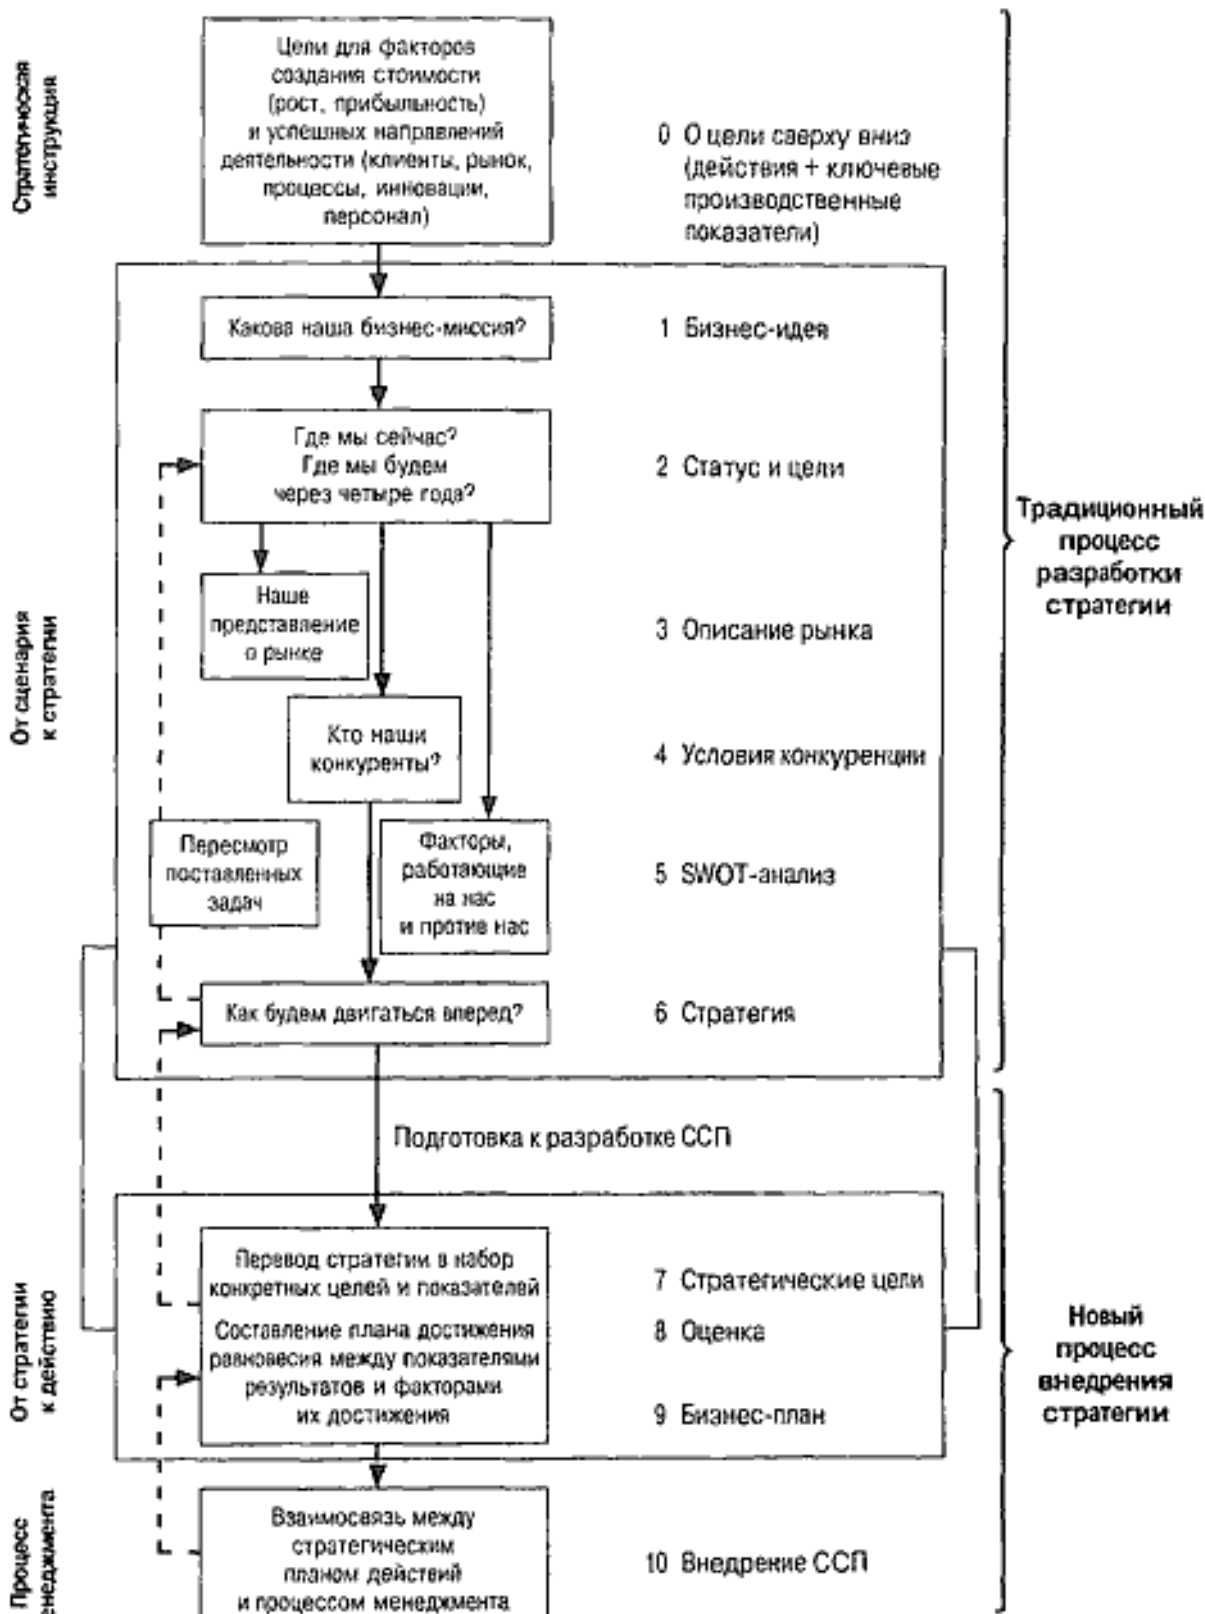 Стратегическая
инструкция
Цели для факторов
создания стоимости
(рост, прибыльность)
и успешных направлений
деятельности (клиенты, рынок,
процессы, инновации,
персонал)
0 О цели сверху вниз
(действия + ключевые
производственные
показатели)
Какова наша бизнес-миссия?
1 Бизнес-идея
Где мы сейчас?
Где мы будем
через четыре года?
2 Статус и цели
Традиционный
процесс
разработки
стратегии
От сценария
к стратегии
Наше
представление
о рынке
3 Описание рынка
Кто наши
конкуренты?
4 Условия конкуренции
Пересмотр
поставленных
задач
Факторы,
работающие
на нас
и против нас
5 SWOT-анализ
Как будем двигаться вперед?
6 Стратегия
Подготовка к разработке ССП
От стратегии
к действию
Перевод стратегии в набор
конкретных целей и показателей
Составление плана достижения
равновесия между показателями
результатов и факторами
их достижения
7 Стратегические цели
8 Оценка
9 Бизнес-план
Новый
процесс
внедрения
стратегии
Процесс
енеджмента
Взаимосвязь между
стратегическим
планом действий
и процессом менеджмента
10 Внедрекие ССП